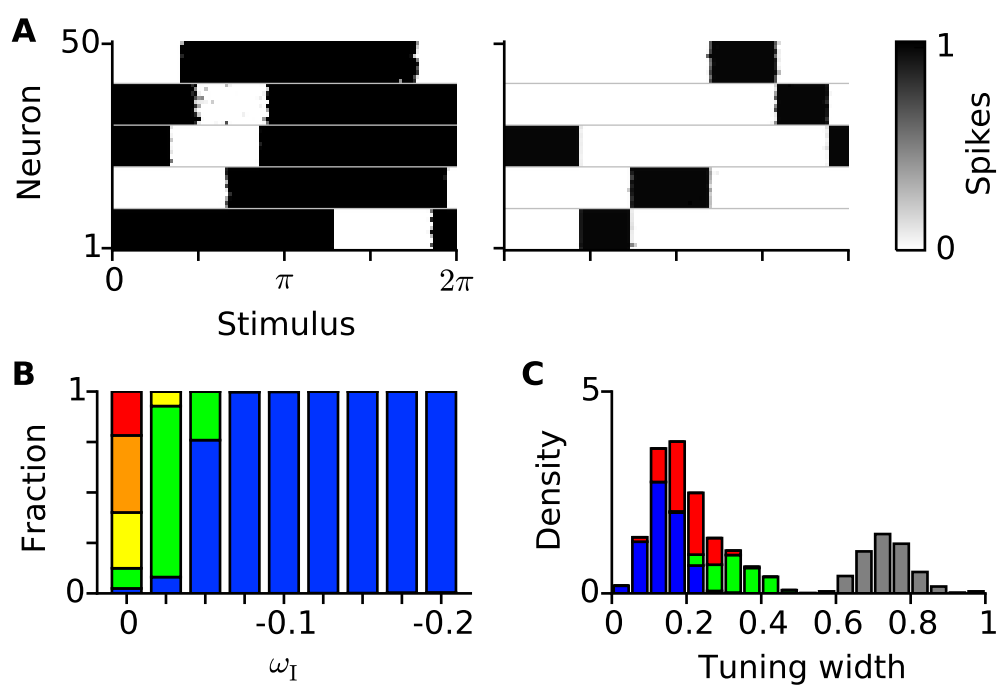 A
50
Neuron
1
0
π
2π
Stimulus
1
Spikes
0
B
1
Fraction
0
0
-0.1
-0.2
ωI
C
5
Density
0
0
0.2
0.4
0.6
0.8
1
Tuning width